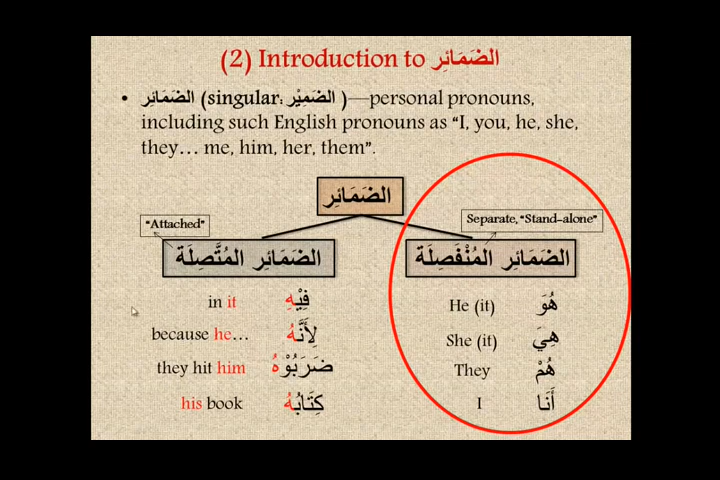 (2) Introduction to الضَمَائِر
• الضَمَائِر (singular: الضَمِيْر )—personal pronouns,
including such English pronouns as “I, you, he, she,
they… me, him, her, them”.
الضَمَائِر
“Attached”
الضَمَائِر المُتَّصِلَة
in it فِيْهِ
because he… لِأَنَّهُ
they hit him ضَرَبُوْهُ
his book كِتَابُهُ
Separate, “Stand-alone”
الضَمَائِر المُنْفَصِلَة
He (it) هُوَ
She (it) هِيَ
They هُمْ
I أَنَا